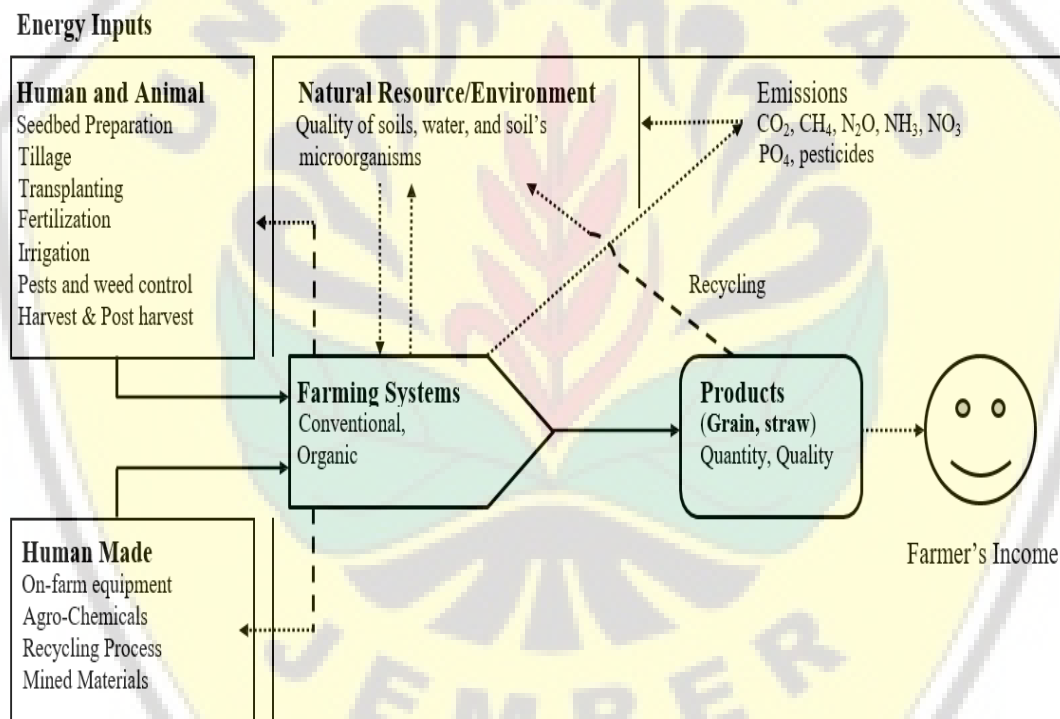 Energy Inputs
Human and Animal
Seedbed Preparation
Tillage
Transplanting
Fertilization
Irrigation
Pests and weed control
Harvest & Post harvest
Natural Resource/Environment
Quality of soils, water, and soil's
microorganisms
Emissions
CO₂, CH₄, N₂O, NH₃, NO₃
PO₄, pesticides
Recycling
Farming Systems
Conventional,
Organic
Products
(Grain, straw)
Quantity, Quality
Farmer's Income
Human Made
On-farm equipment
Agro-Chemicals
Recycling Process
Mined Materials
JEMBER